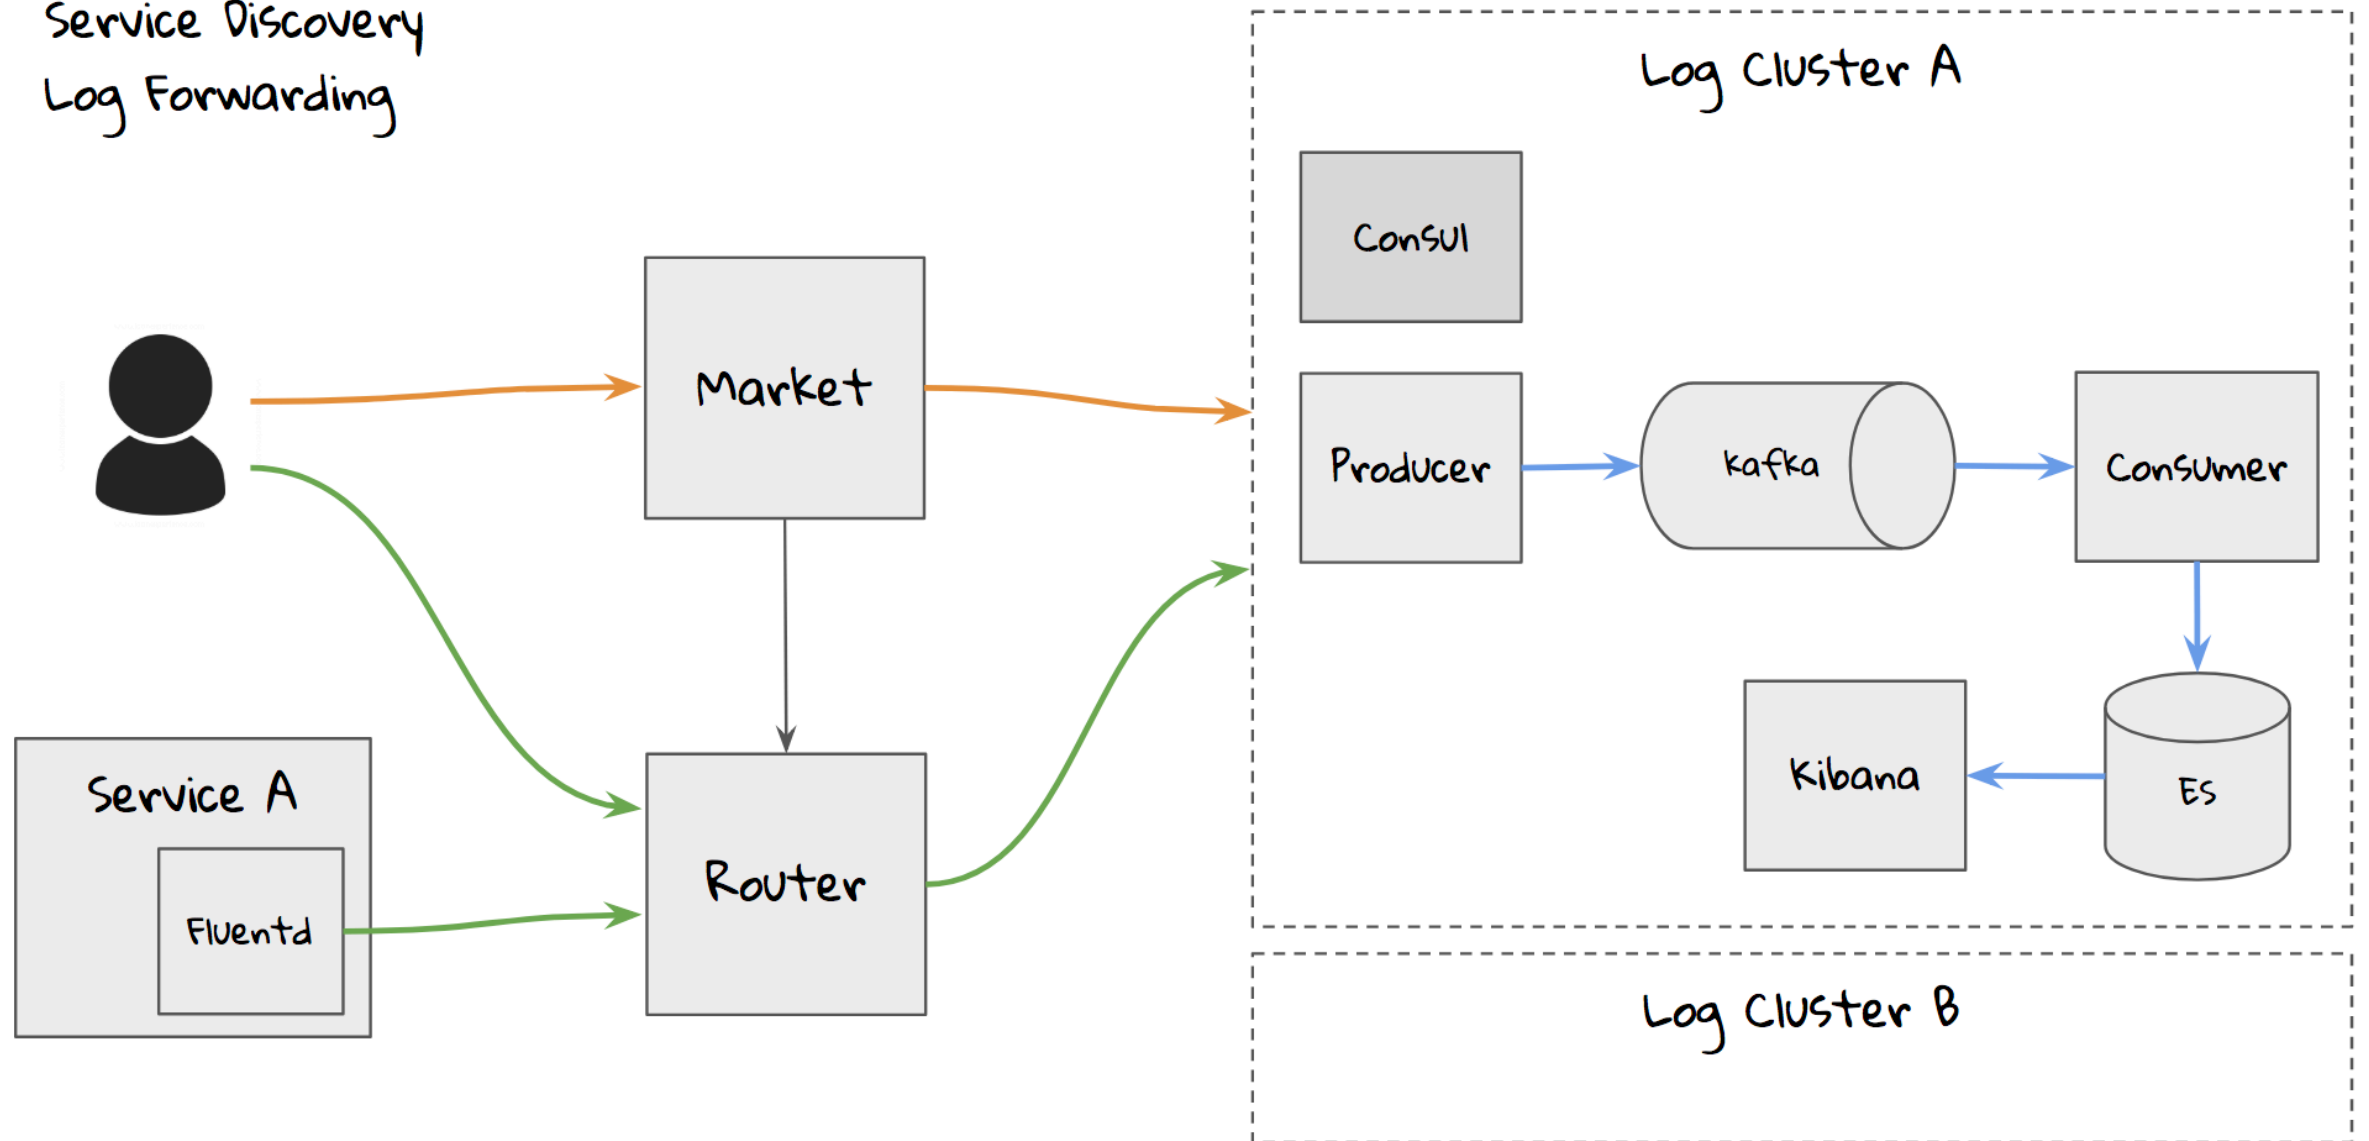 Service Discovery
Log Forwarding
Log Cluster A
Consul
Market
Producer
kafka
Consumer
Service A
Fluentd
Router
Kibana
ES
Log Cluster B